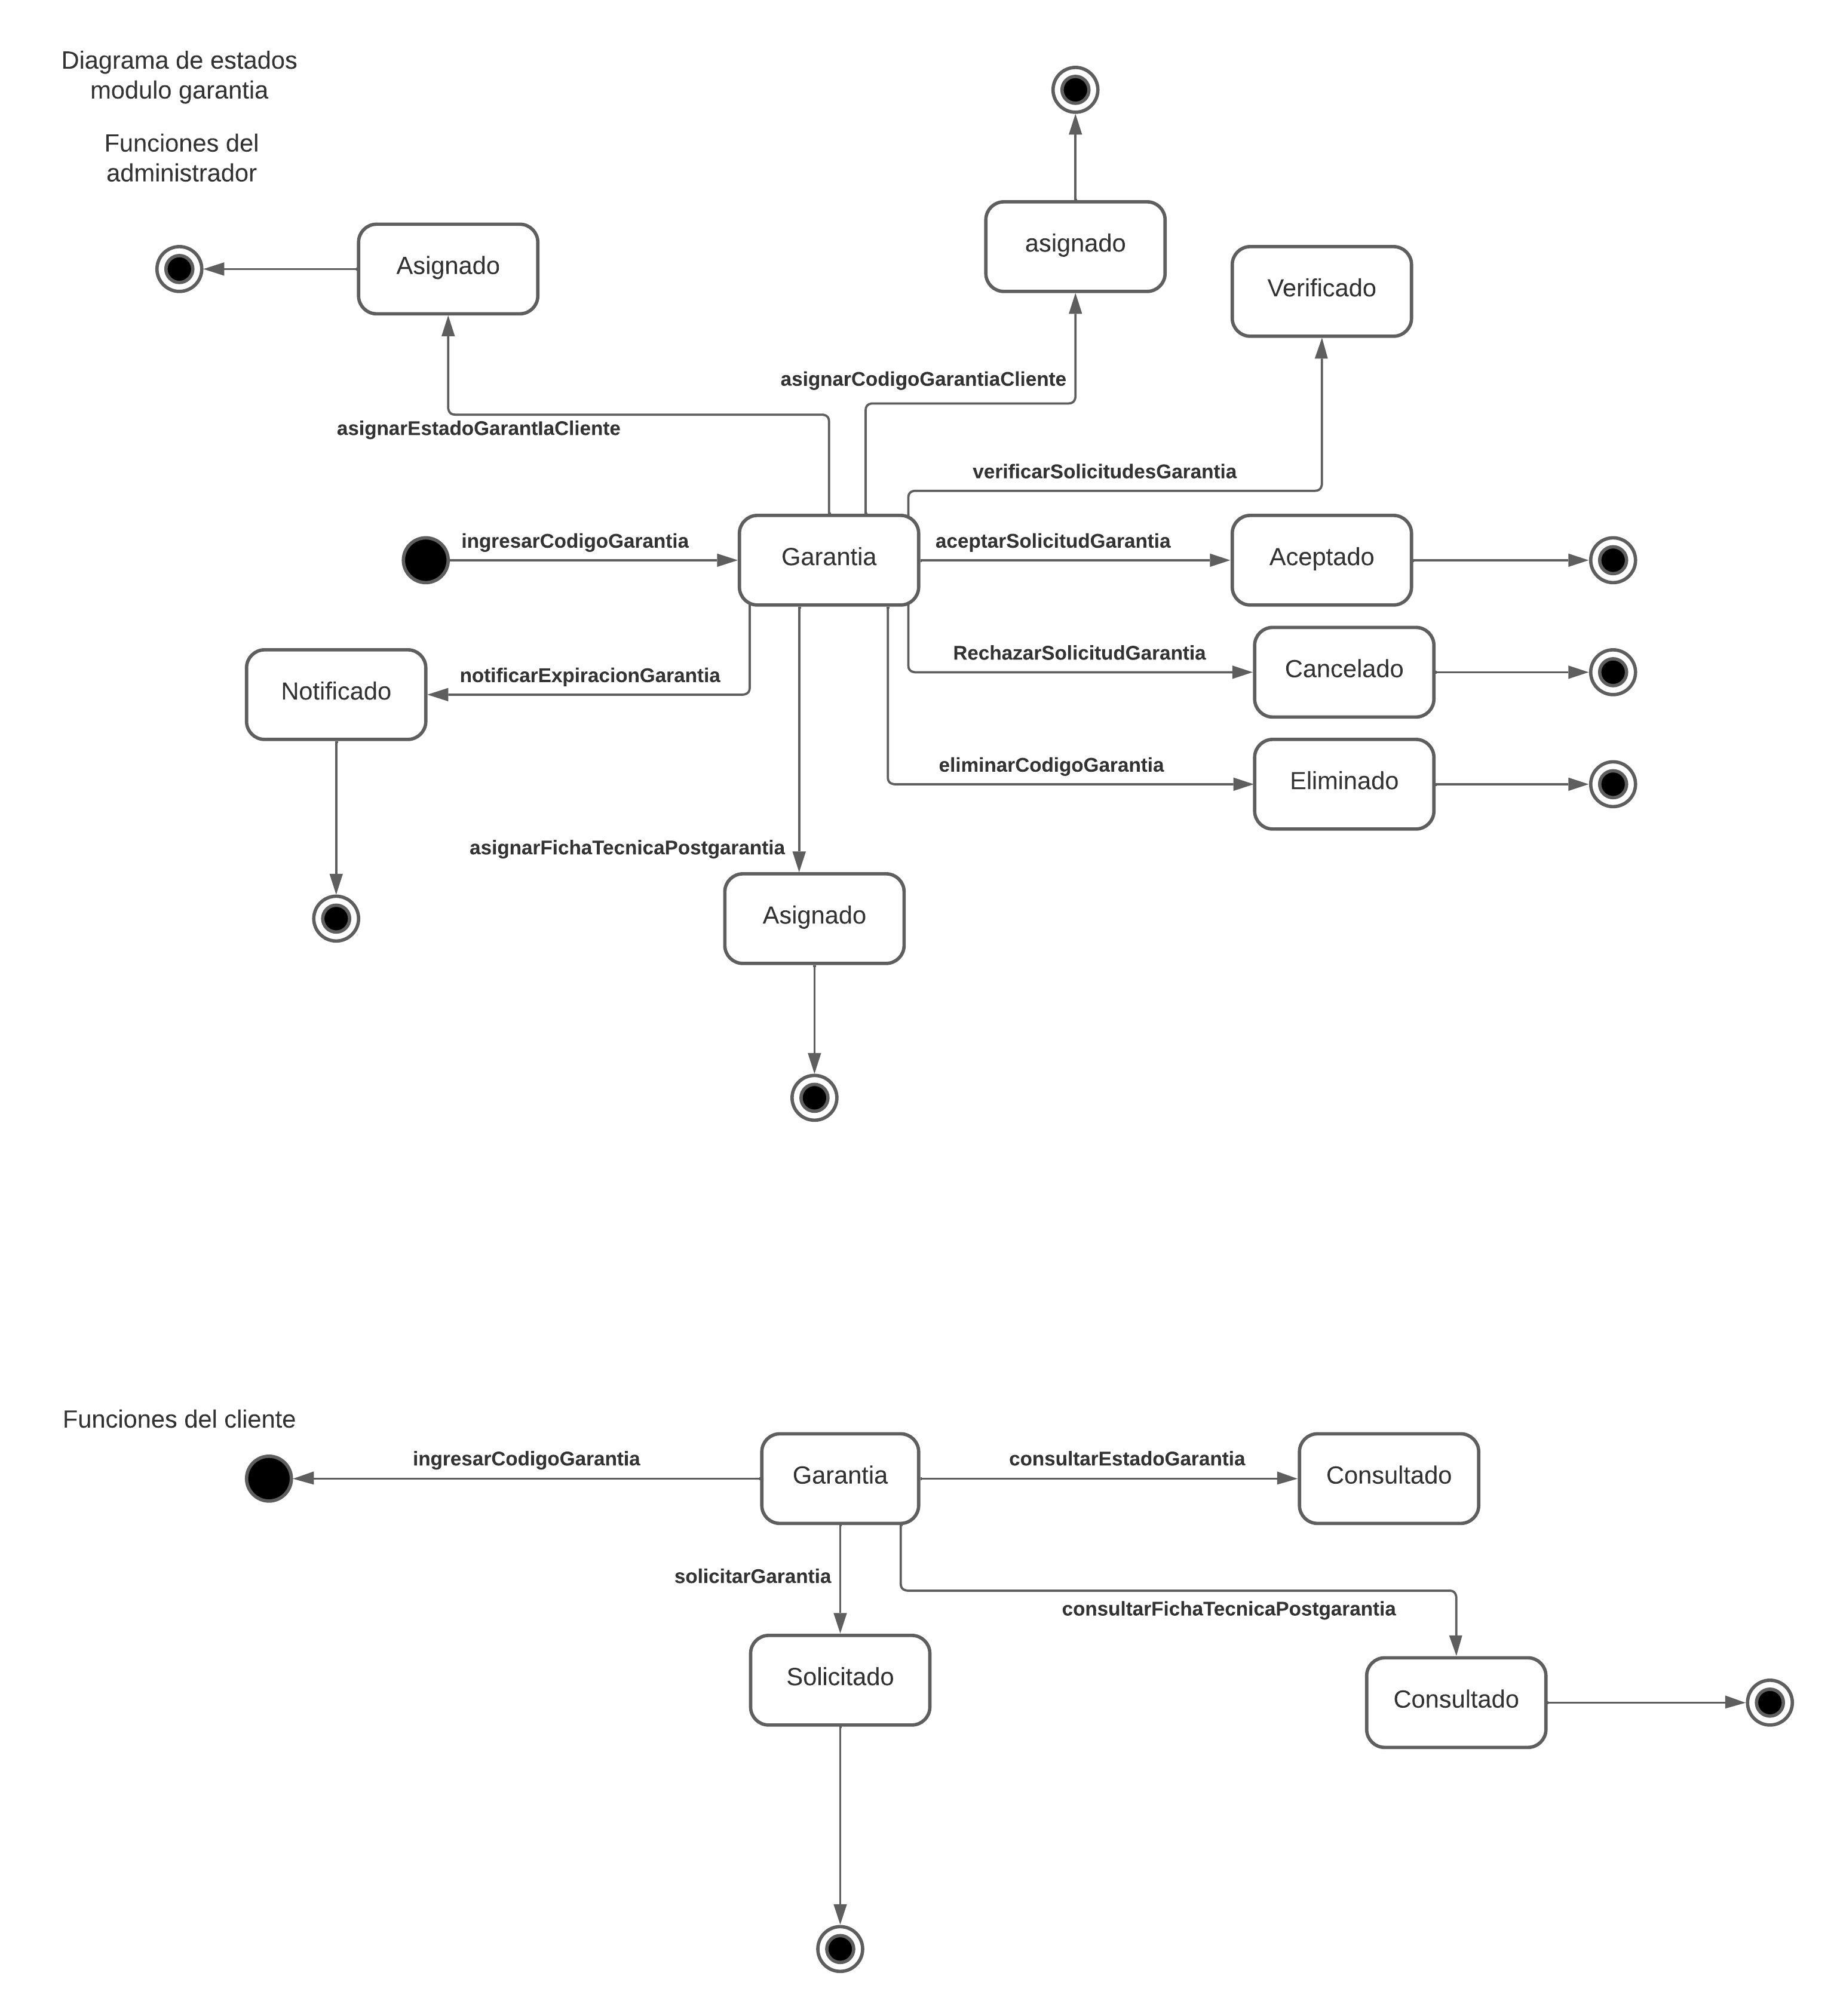 Diagrama de estados
modulo garantia
Funciones del
administrador
Asignado
asignado
Verificado
asignarCodigoGarantiaCliente
asignarEstadoGarantIaCliente
verificarSolicitudesGarantia
ingresarCodigoGarantia
Garantia
aceptarSolicitudGarantia
Aceptado
RechazarSolicitudGarantia
Cancelado
notificarExpiracionGarantia
Notificado
eliminarCodigoGarantia
Eliminado
asignarFichaTecnicaPostgarantia
Asignado
Funciones del cliente
ingresarCodigoGarantia
Garantia
consultarEstadoGarantia
Consultado
solicitarGarantia
consultarFichaTecnicaPostgarantia
Solicitado
Consultado